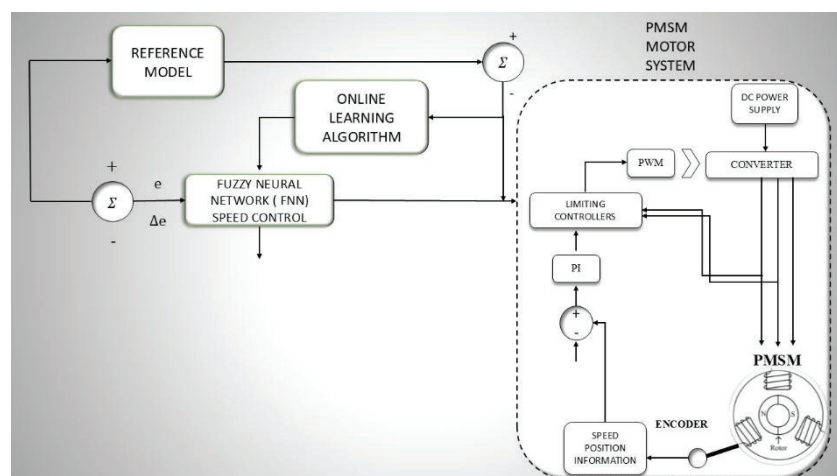 REFERENCE
MODEL
+
Σ
-
PMSM
MOTOR
SYSTEM
ONLINE
LEARNING
ALGORITHM
DC POWER
SUPPLY
PWM
CONVERTER
+
Σ
-
e
Δe
FUZZY NEURAL
NETWORK ( FNN)
SPEED CONTROL
LIMITING
CONTROLLERS
PI
+
-
PMSM
N
S
Rotor
ENCODER
SPEED
POSITION
INFORMATION